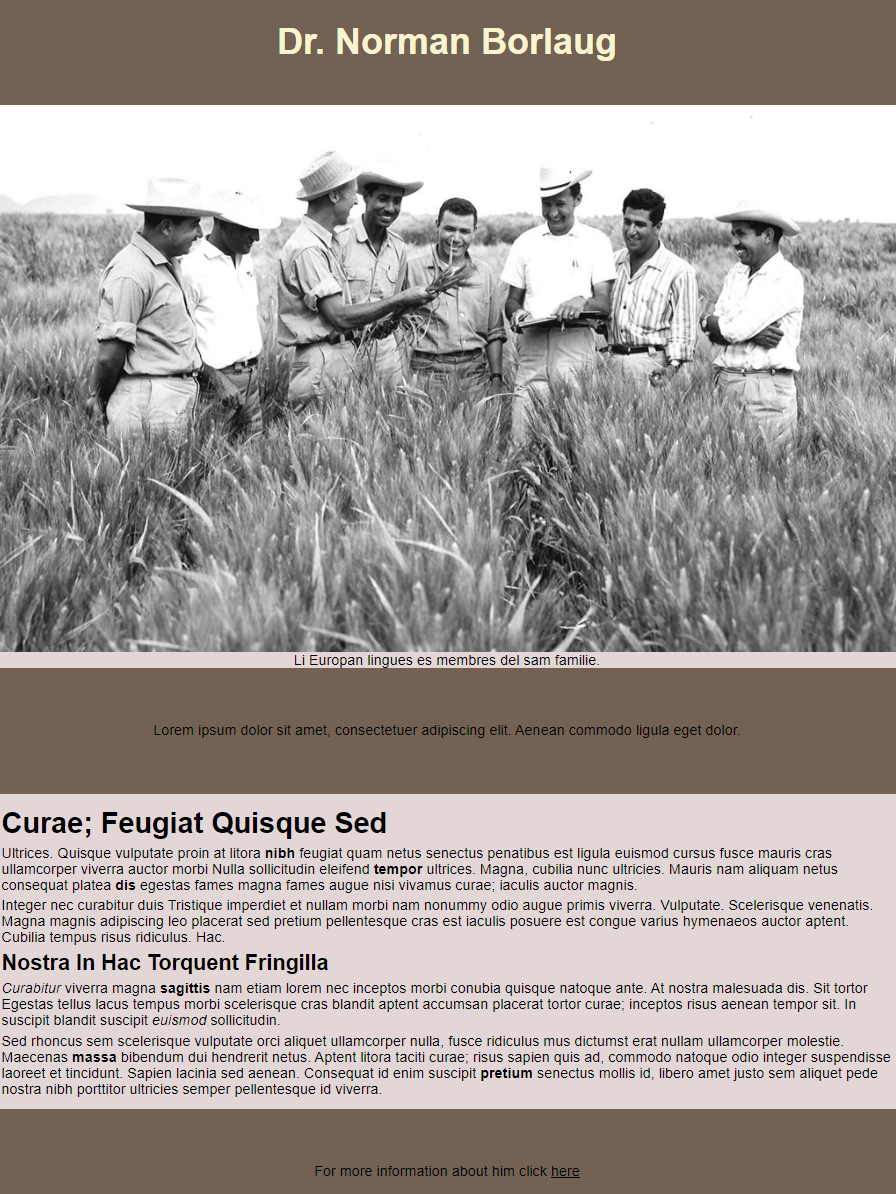 Dr. Norman Borlaug
Li Europan lingues es membres del sam familie.
Lorem ipsum dolor sit amet, consectetuer adipiscing elit. Aenean commodo ligula eget dolor.
Curae; Feugiat Quisque Sed
Ultrices. Quisque vulputate proin at litora nibh feugiat quam netus senectus penatibus est ligula euismod cursus fusce mauris cras
ullamcorper viverra auctor morbi Nulla sollicitudin eleifend tempor ultrices. Magna, cubilia nunc ultricies. Mauris nam aliquam netus
consequat platea dis egestas fames magna fames augue nisi vivamus curae; iaculis auctor magnis.
Integer nec curabitur duis Tristique imperdiet et nullam morbi nam nonummy odio augue primis viverra. Vulputate. Scelerisque venenatis.
Magna magnis adipiscing leo placerat sed pretium pellentesque cras est iaculis posuere est congue varius hymenaeos auctor aptent.
Cubilia tempus risus ridiculus. Hac.
Nostra In Hac Torquent Fringilla
Curabitur viverra magna sagittis nam etiam lorem nec inceptos morbi conubia quisque natoque ante. At nostra malesuada dis. Sit tortor
Egestas tellus lacus tempus morbi scelerisque cras blandit aptent accumsan placerat tortor curae; inceptos risus aenean tempor sit. In
suscipit blandit suscipit euismod sollicitudin.
Sed rhoncus sem scelerisque vulputate orci aliquet ullamcorper nulla, fusce ridiculus mus dictumst erat nullam ullamcorper molestie.
Maecenas massa bibendum dui hendrerit netus. Aptent litora taciti curae; risus sapien quis ad, commodo natoque odio integer suspendisse
laoreet et tincidunt. Sapien lacinia sed aenean. Consequat id enim suscipit pretium senectus mollis id, libero amet justo sem aliquet pede
nostra nibh porttitor ultricies semper pellentesque id viverra.
For more information about him click here